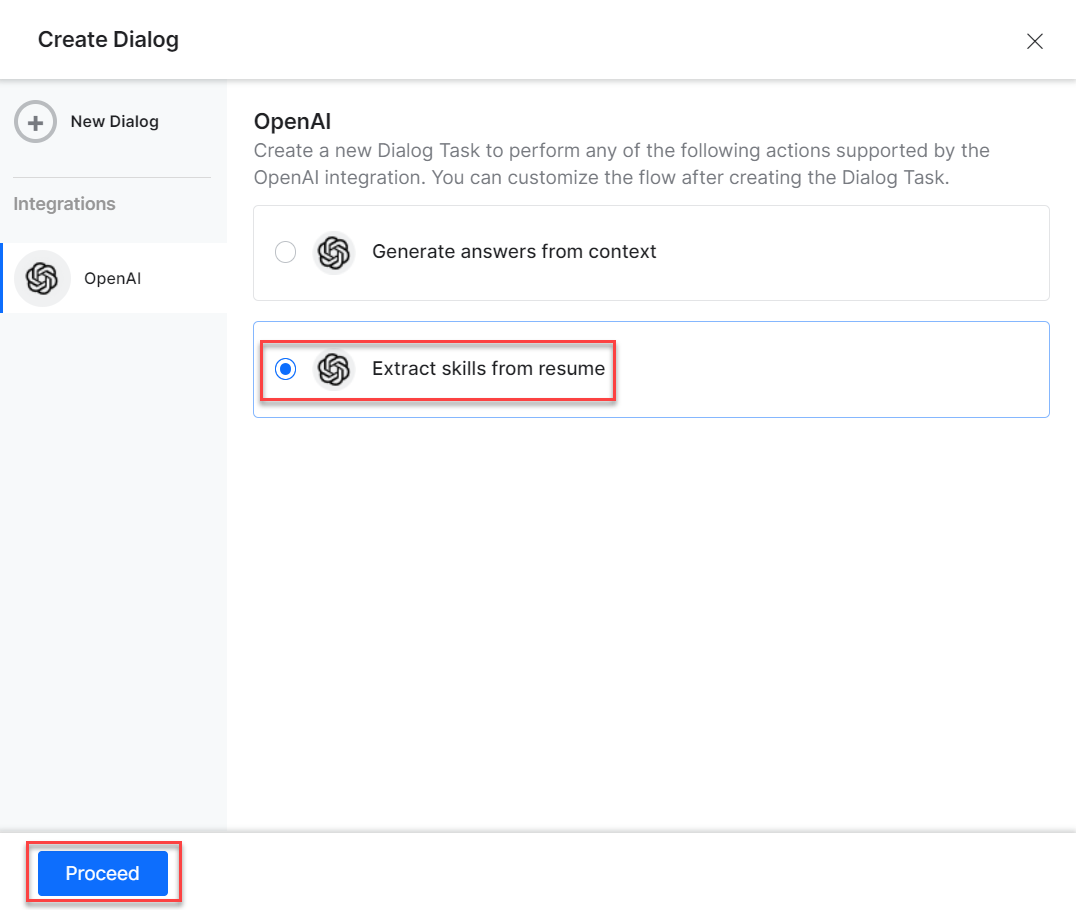 Create Dialog
New Dialog
Integrations
OpenAI
OpenAI
Create a new Dialog Task to perform any of the following actions supported by the
OpenAI integration. You can customize the flow after creating the Dialog Task.
Generate answers from context
Extract skills from resume
Proceed